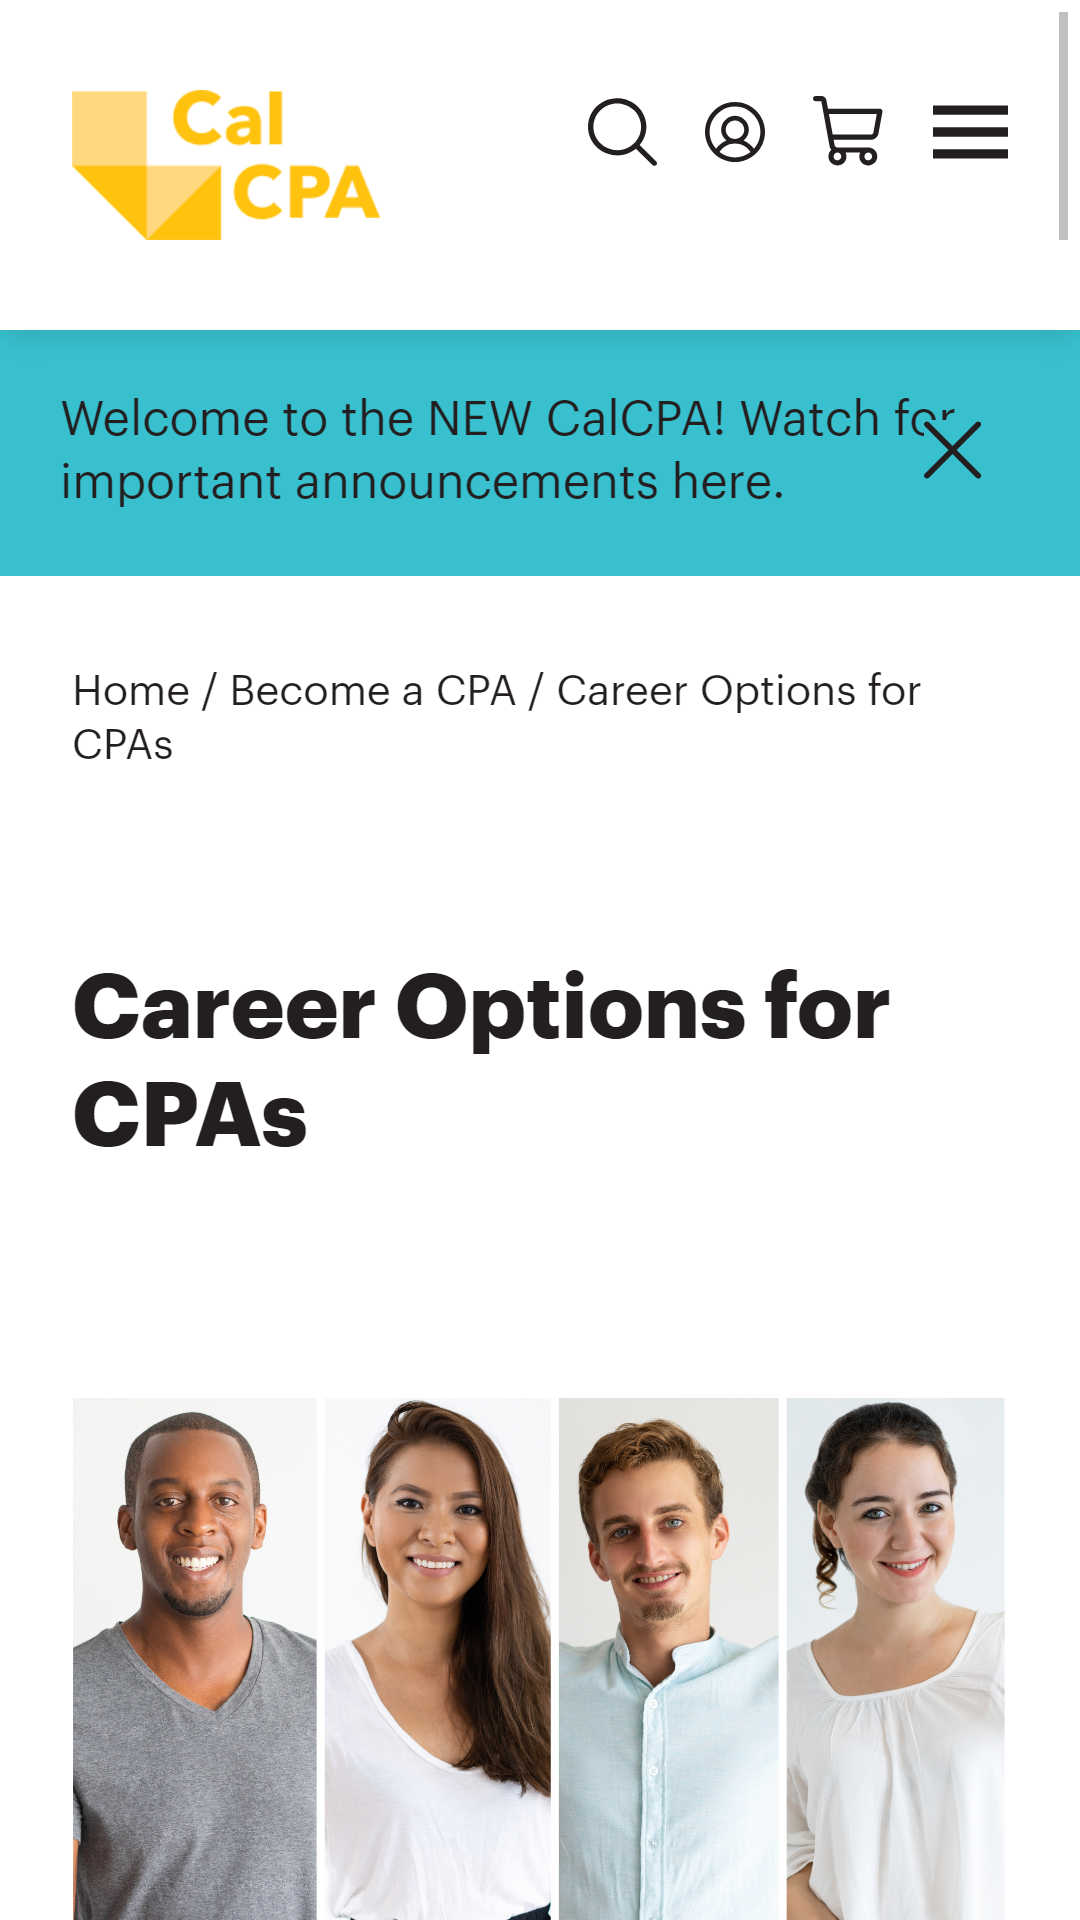 Cal
CPA
Welcome to the NEW CalCPA! Watch for
important announcements here.
Home / Become a CPA / Career Options for
CPAs
Career Options for
CPAs